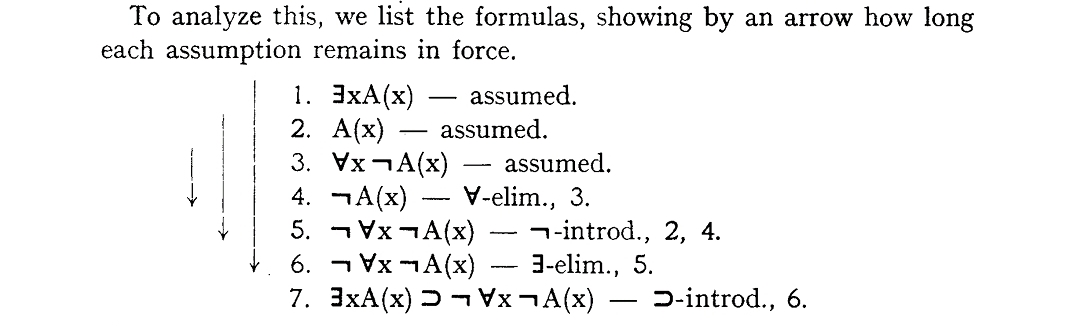 To analyze this, we list the formulas, showing by an arrow how long
each assumption remains in force.
1. ∃xA(x) — assumed.
2. A(x) — assumed.
3. ∀x¬A(x) — assumed.
4. ¬A(x) — ∀-elim., 3.
5. ¬∀x¬A(x) — ¬-introd., 2, 4.
6. ¬∀x¬A(x) — ∃-elim., 5.
7. ∃xA(x) ⊃ ¬∀x¬A(x) — ⊃-introd., 6.